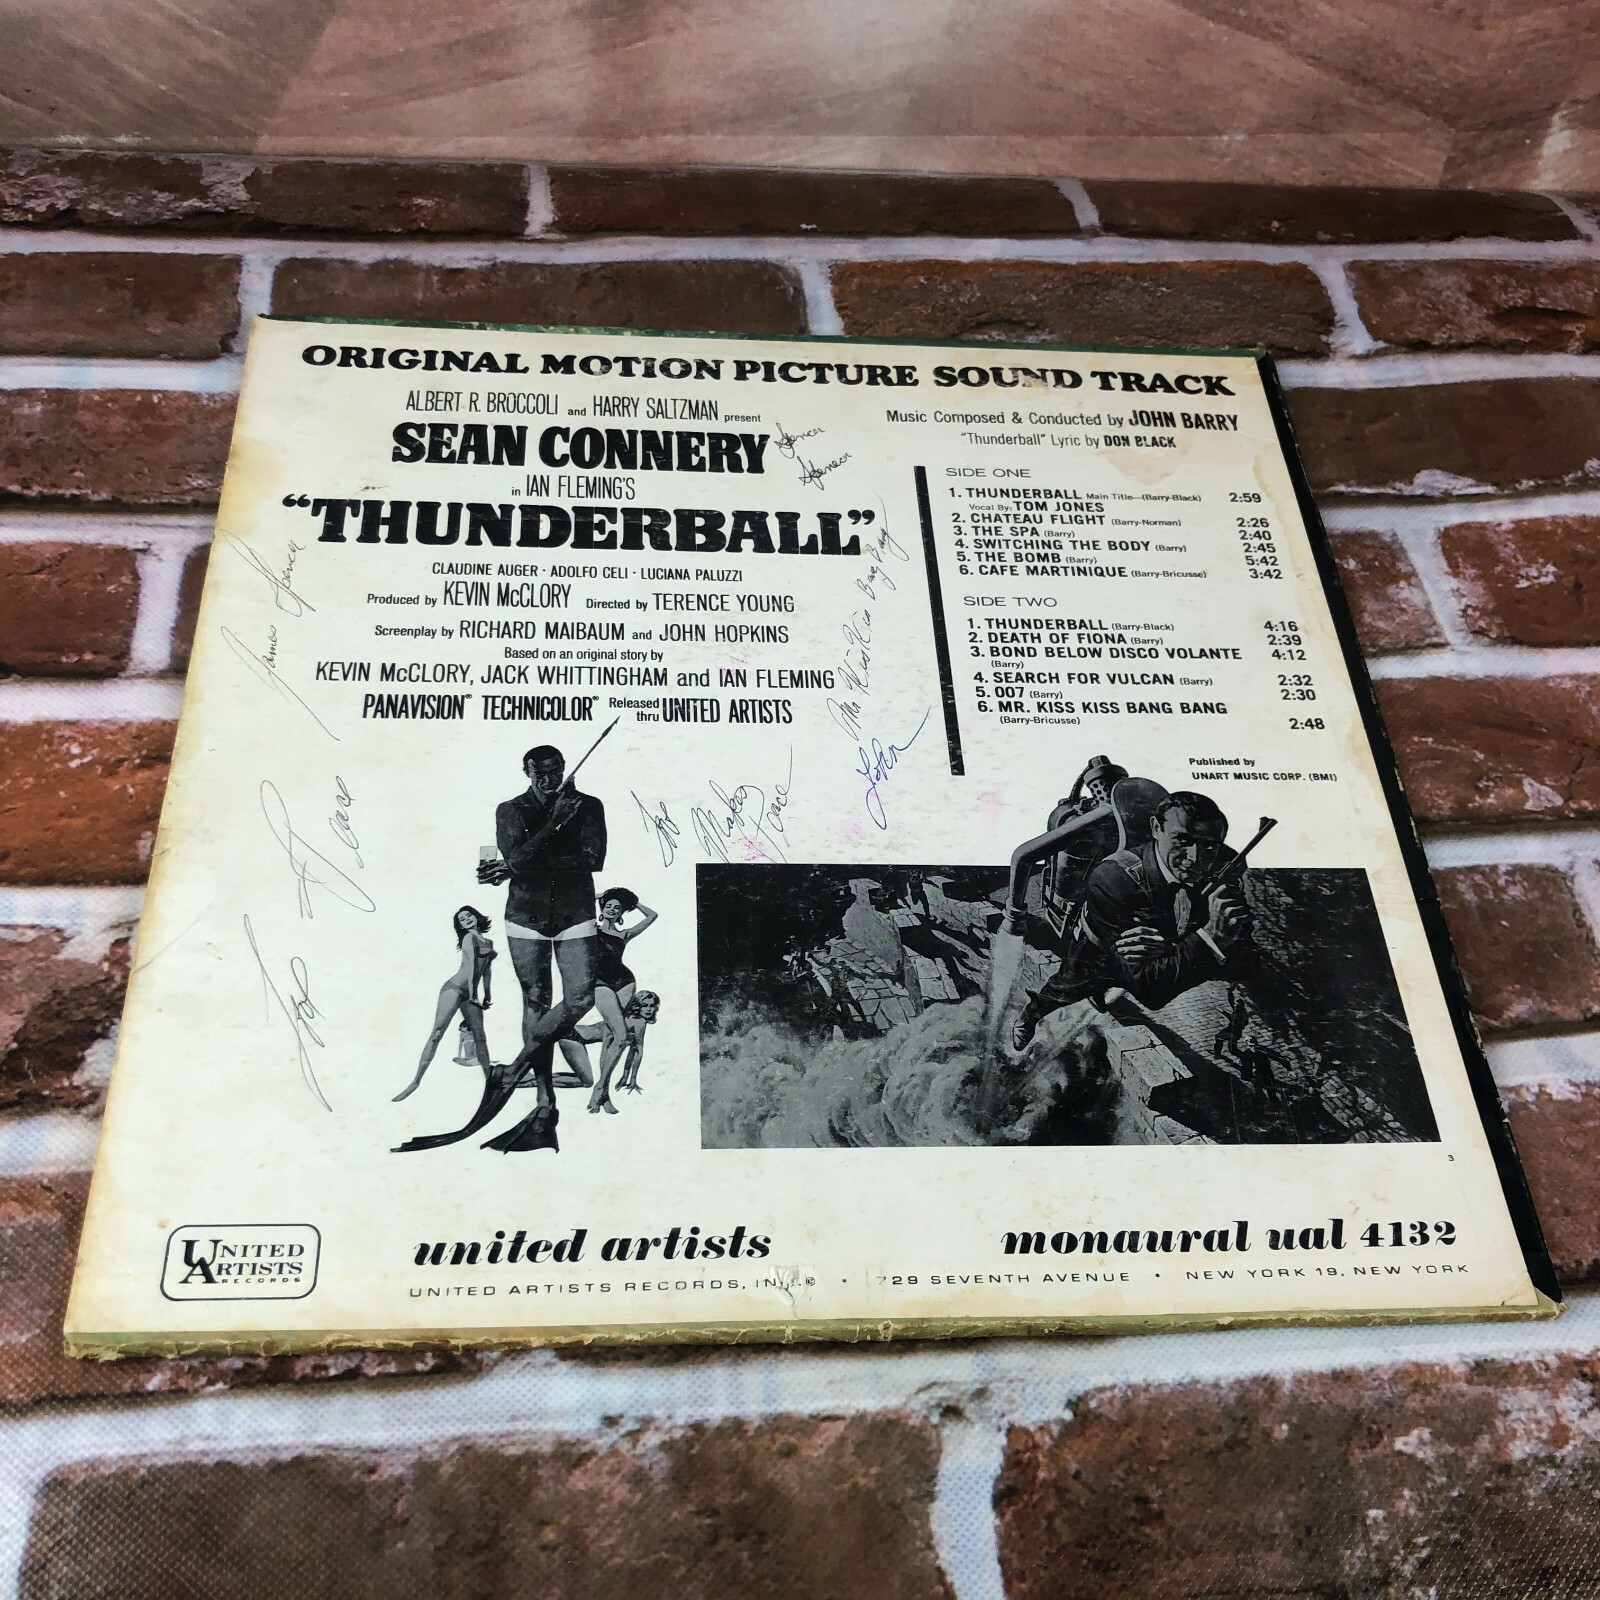 ORIGINAL MOTION PICTURE SOUND TRACK
ALBERT R. BROCCOLI and HARRY SALTZMAN present
SEAN CONNERY
in IAN FLEMING'S
“THUNDERBALL”
CLAUDINE AUGER · ADOLFO CELI · LUCIANA PALUZZI
Produced by KEVIN McCLORY Directed by TERENCE YOUNG
Screenplay by RICHARD MAIBAUM and JOHN HOPKINS
Based on an original story by
KEVIN McCLORY, JACK WHITTINGHAM and IAN FLEMING
PANAVISION® TECHNICOLOR® Released thru UNITED ARTISTS
Music Composed & Conducted by JOHN BARRY
“Thunderball” Lyric by DON BLACK
SIDE ONE
1. THUNDERBALL Main Title—(Barry-Black) 2:59
Vocal By: TOM JONES
2. CHATEAU FLIGHT (Barry-Norman) 2:26
3. THE SPA (Barry) 2:40
4. SWITCHING THE BODY (Barry) 2:45
5. THE BOMB (Barry) 5:42
6. CAFE MARTINIQUE (Barry-Bricusse) 3:42
SIDE TWO
1. THUNDERBALL (Barry-Black) 4:16
2. DEATH OF FIONA (Barry) 2:39
3. BOND BELOW DISCO VOLANTE 4:12
(Barry)
4. SEARCH FOR VULCAN (Barry) 2:32
5. 007 (Barry) 2:30
6. MR. KISS KISS BANG BANG
(Barry-Bricusse) 2:48
Published by
UNART MUSIC CORP. (BMI)
James
Peace
John
3
UNITED
ARTISTS
RECORDS
united artists
monaural ual 4132
UNITED ARTISTS RECORDS, INC. © • 729 SEVENTH AVENUE • NEW YORK 19, NEW YORK